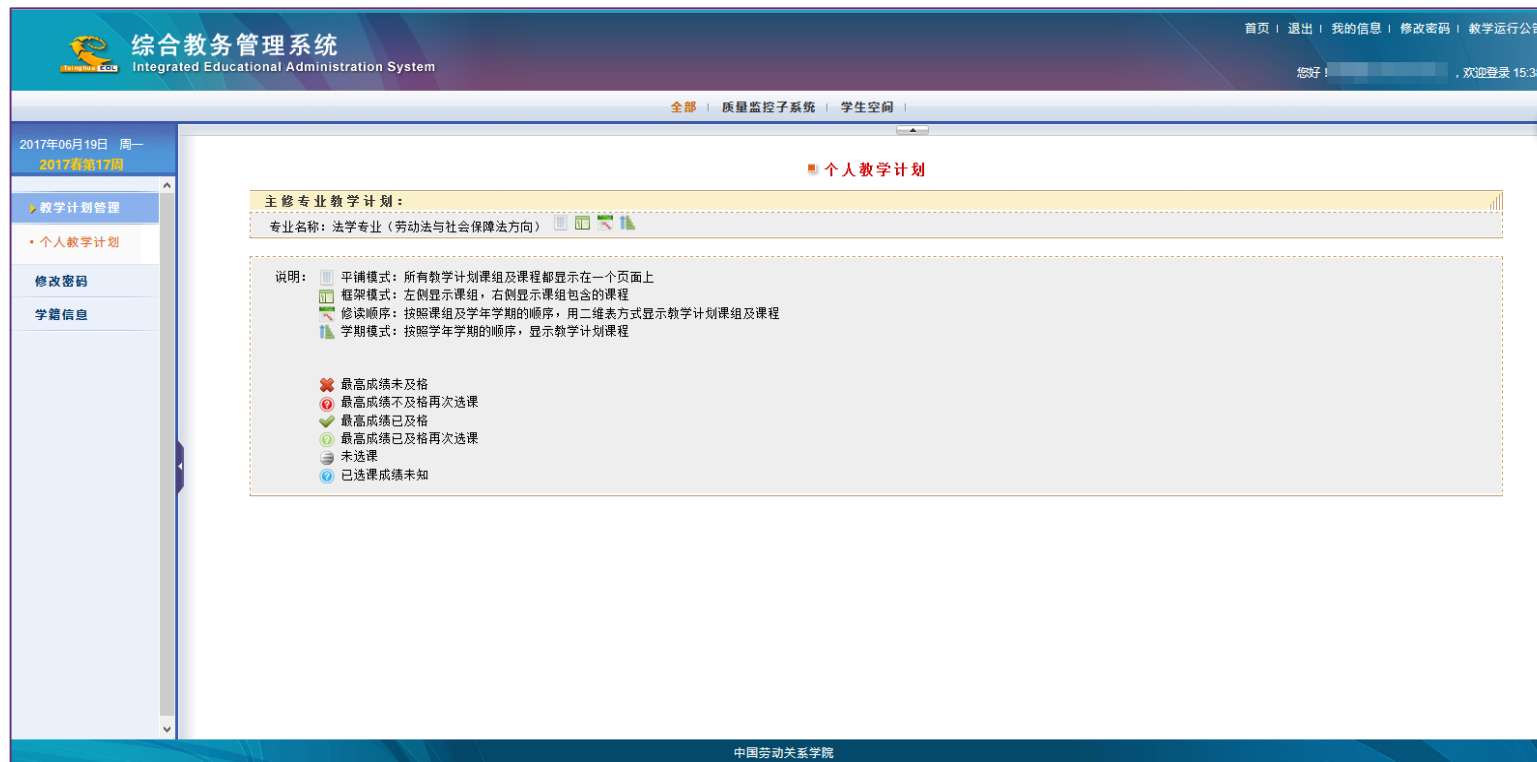 综合教务管理系统
Integrated Educational Administration System
Tsinghua EOL
首页 | 退出 | 我的信息 | 修改密码 | 教学运行公告
您好！ ，欢迎登录 15:38
全部 | 质量监控子系统 | 学生空间 |
2017年06月19日 周一
2017春第17周
教学计划管理
个人教学计划
修改密码
学籍信息
个人教学计划
主修专业教学计划：
专业名称：法学专业（劳动法与社会保障法方向）
说明： 平铺模式：所有教学计划课组及课程都显示在一个页面上
框架模式：左侧显示课组，右侧显示课组包含的课程
修读顺序：按照课组及学年学期的顺序，用二维表方式显示教学计划课组及课程
学期模式：按照学年学期的顺序，显示教学计划课程
最高成绩未及格
最高成绩不及格再次选课
最高成绩已及格
最高成绩已及格再次选课
未选课
已选课成绩未知
中国劳动关系学院